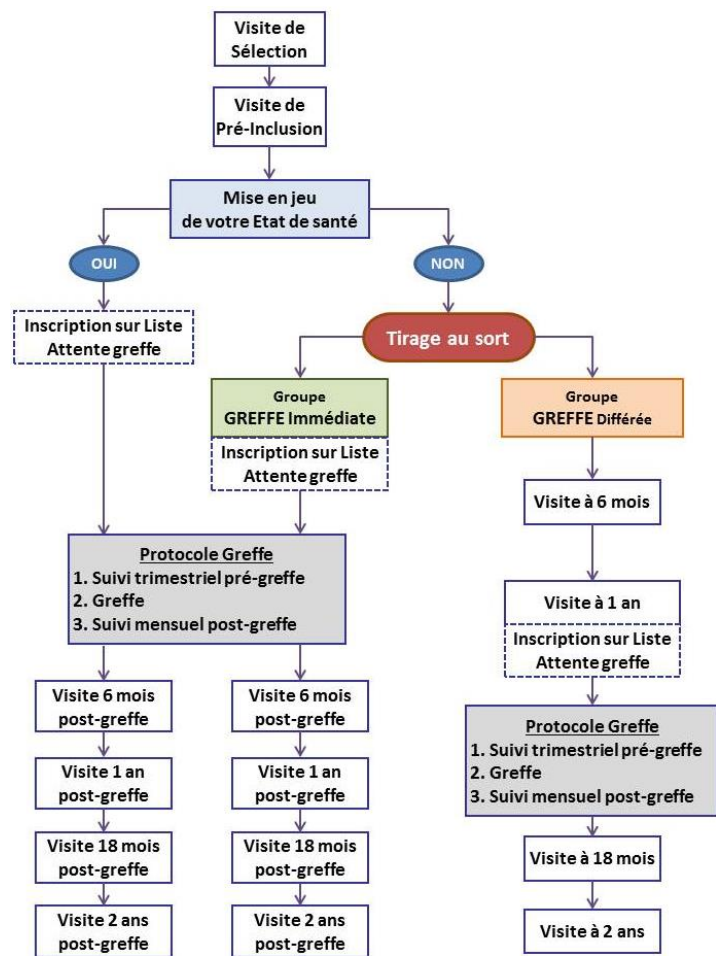 Visite de
Sélection
Visite de
Pré-Inclusion
Mise en jeu
de votre Etat de santé
OUI
NON
Inscription sur Liste
Attente greffe
Tirage au sort
Groupe
GREFFE Immédiate
Inscription sur Liste
Attente greffe
Groupe
GREFFE Différée
Visite à 6 mois
Visite à 1 an
Inscription sur Liste
Attente greffe
Protocole Greffe
1. Suivi trimestriel pré-greffe
2. Greffe
3. Suivi mensuel post-greffe
Protocole Greffe
1. Suivi trimestriel pré-greffe
2. Greffe
3. Suivi mensuel post-greffe
Visite 6 mois
post-greffe
Visite 1 an
post-greffe
Visite 18 mois
post-greffe
Visite 2 ans
post-greffe
Visite 6 mois
post-greffe
Visite 1 an
post-greffe
Visite 18 mois
post-greffe
Visite 2 ans
post-greffe
Visite à 18 mois
Visite à 2 ans